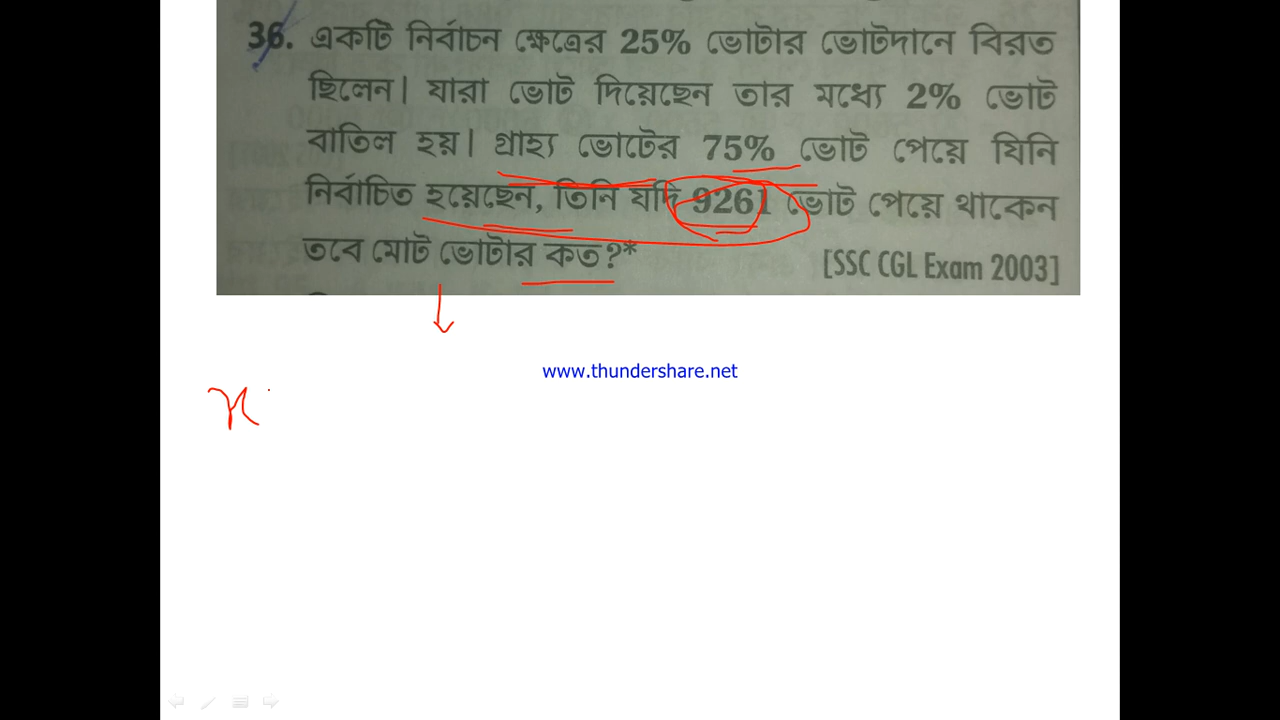 36. একটি নির্বাচন ক্ষেত্রের 25% ভোটার ভোটদানে বিরত
ছিলেন। যারা ভোট দিয়েছেন তার মধ্যে 2% ভোট
বাতিল হয়। গ্রাহ্য ভোটের 75% ভোট পেয়ে যিনি
নির্বাচিত হয়েছেন, তিনি যদি 9261 ভোট পেয়ে থাকেন
তবে মোট ভোটার কত?*
[SSC CGL Exam 2003]
www.thundershare.net
x